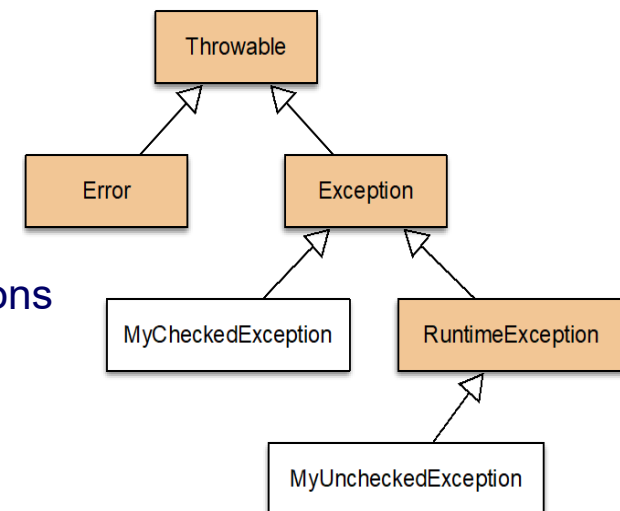 Throwable
Error
Exception
MyCheckedException
RuntimeException
MyUncheckedException